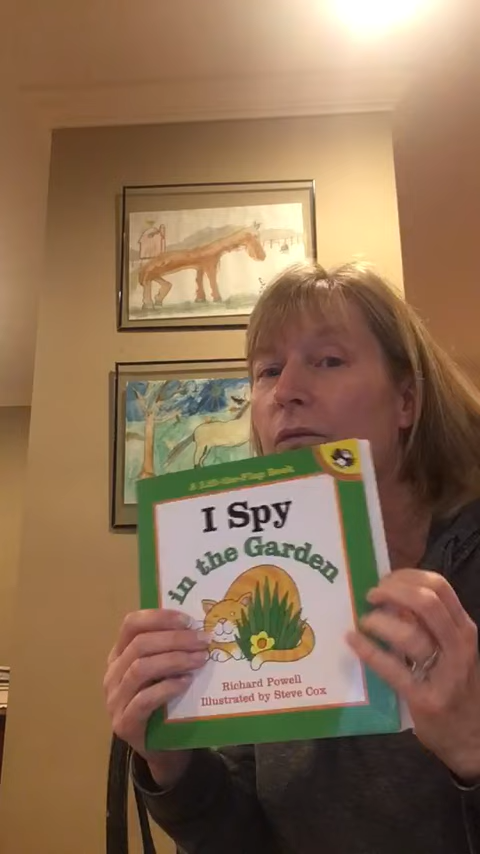 A Lift-the-Flap Book
I Spy
in the Garden
Richard Powell
Illustrated by Steve Cox